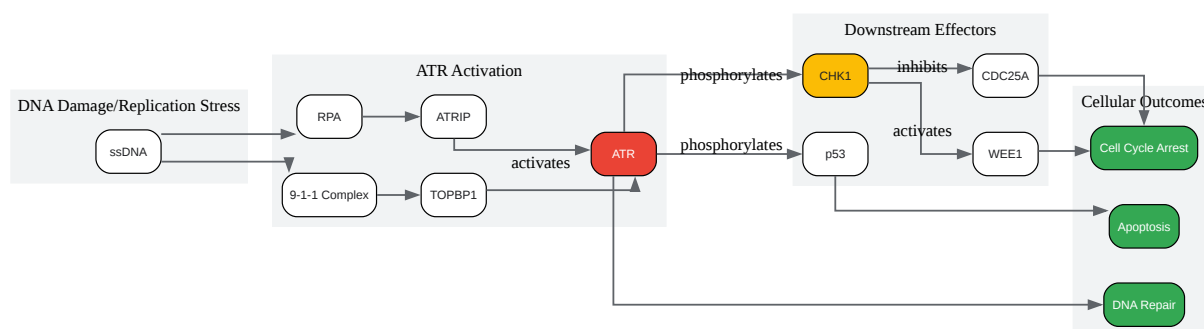 DNA Damage/Replication Stress
ssDNA
ATR Activation
RPA
ATRIP
9-1-1 Complex
TOPBP1
activates
ATR
phosphorylates
phosphorylates
Downstream Effectors
CHK1
inhibits
CDC25A
activates
p53
WEE1
Cellular Outcomes
Cell Cycle Arrest
Apoptosis
DNA Repair